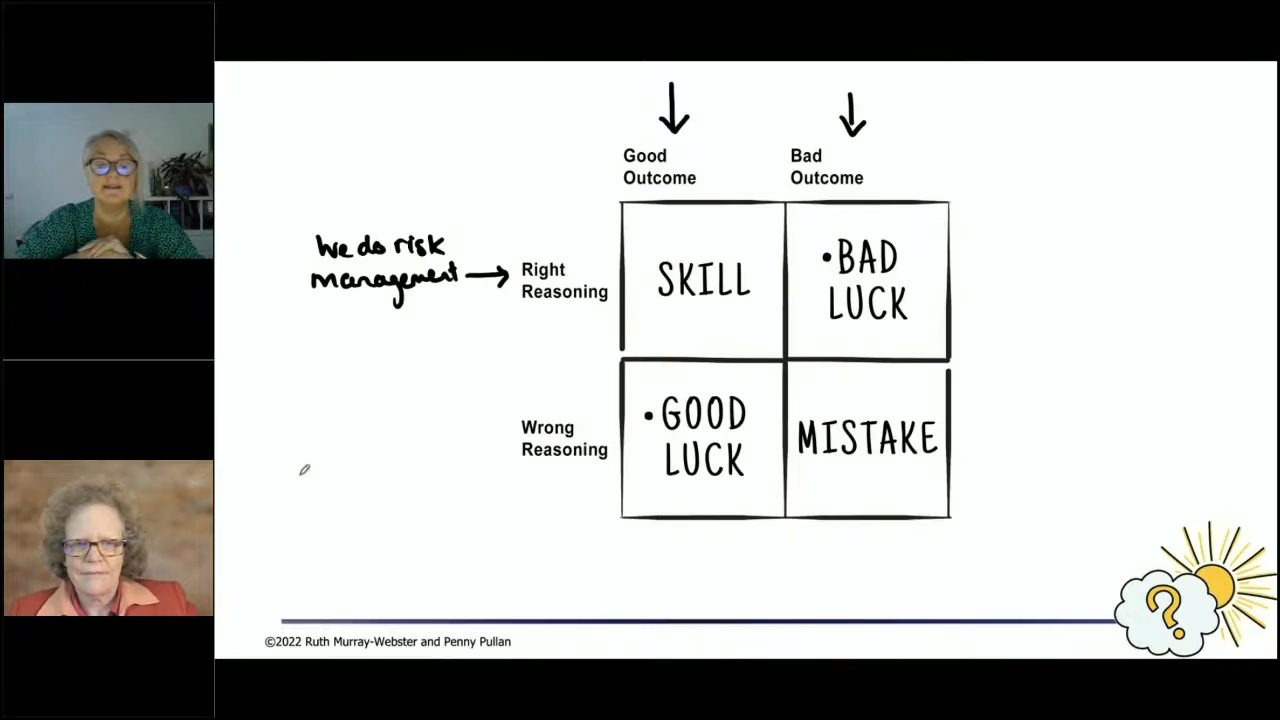 Good
Outcome
Bad
Outcome
We do risk
management
Right
Reasoning
SKILL
•BAD
LUCK
Wrong
Reasoning
•GOOD
LUCK
MISTAKE
?
©2022 Ruth Murray-Webster and Penny Pullan